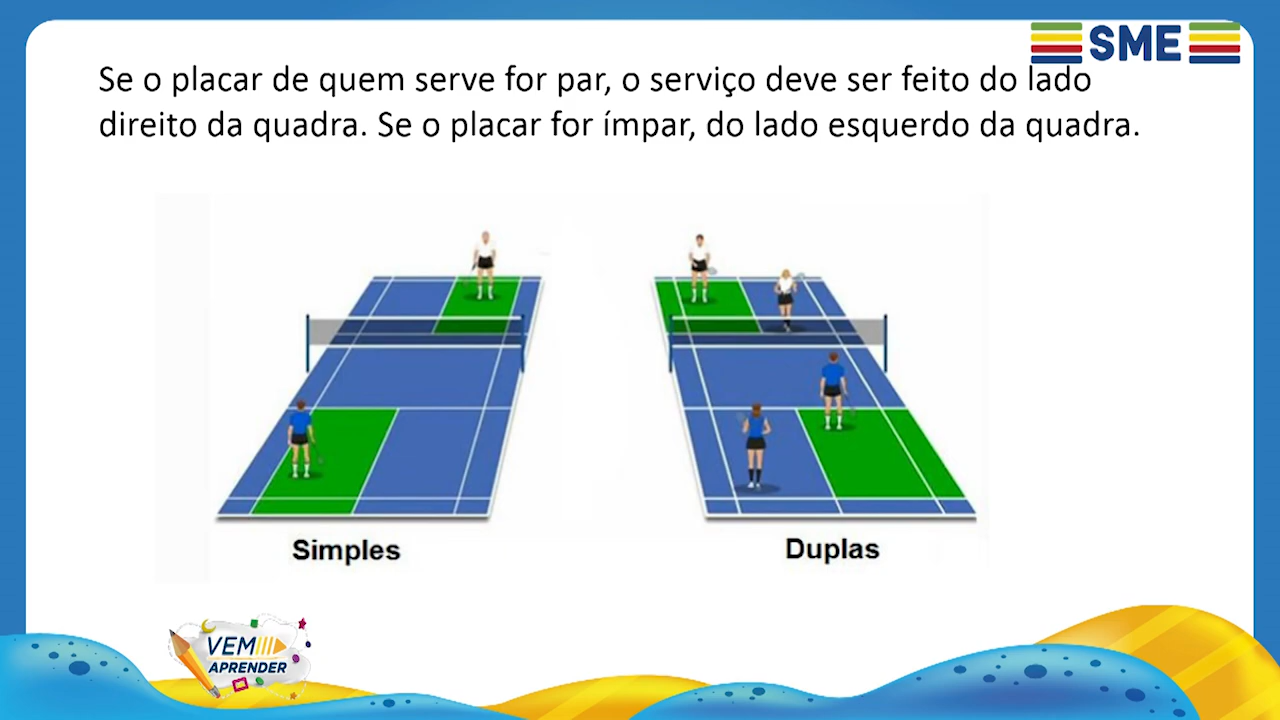 SME
Se o placar de quem serve for par, o serviço deve ser feito do lado
direito da quadra. Se o placar for ímpar, do lado esquerdo da quadra.
Simples
Duplas
VEM
APRENDER